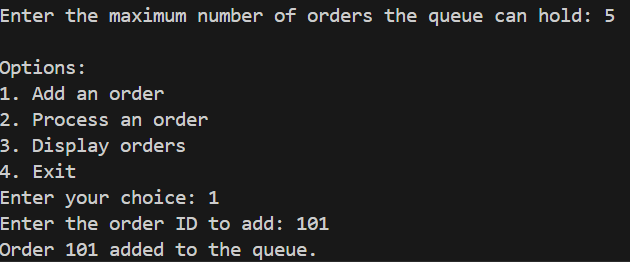 Enter the maximum number of orders the queue can hold: 5
Options:
1. Add an order
2. Process an order
3. Display orders
4. Exit
Enter your choice: 1
Enter the order ID to add: 101
Order 101 added to the queue.